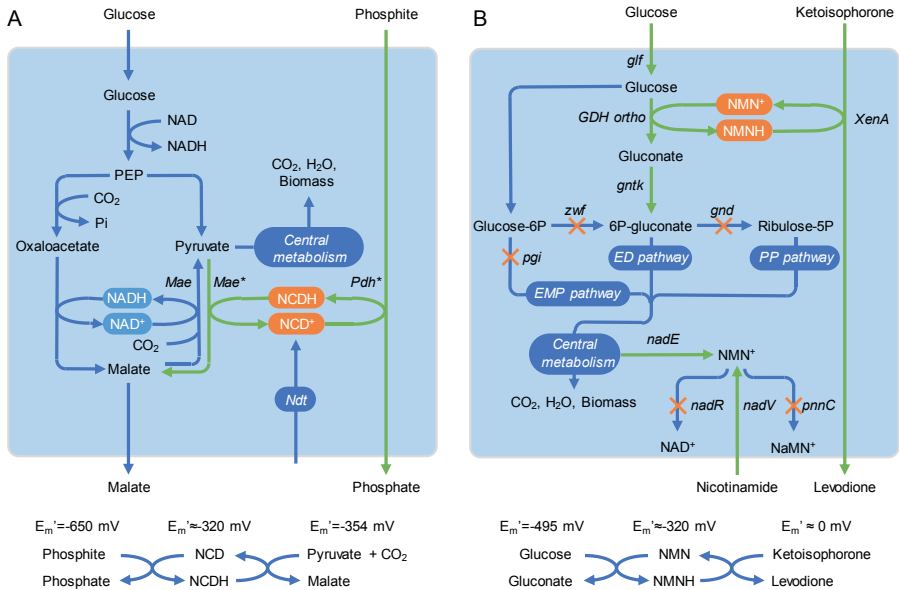 A
Glucose
Phosphite
Glucose
NAD
NADH
PEP
CO₂
Pi
CO₂, H₂O,
Biomass
Oxaloacetate
Pyruvate
Central
metabolism
Mae
Mae*
Pdh*
NADH
NAD⁺
NCDH
NCD⁺
CO₂
Malate
Ndt
Malate
Phosphate
Eₘ'=-650 mV
Eₘ'≈-320 mV
Eₘ'=-354 mV
Phosphite
NCD
Pyruvate + CO₂
Phosphate
NCDH
Malate
B
Glucose
Ketoisophorone
glf
Glucose
NMN⁺
GDH ortho
NMNH
XenA
Gluconate
gntk
Glucose-6P
zwf
6P-gluconate
gnd
Ribulose-5P
pgi
ED pathway
PP pathway
EMP pathway
Central
metabolism
nadE
NMN⁺
CO₂, H₂O, Biomass
nadR
nadV
pnnC
NAD⁺
NaMN⁺
Nicotinamide
Levodione
Eₘ'=-495 mV
Eₘ'≈-320 mV
Eₘ' ≈ 0 mV
Glucose
NMN
Ketoisophorone
Gluconate
NMNH
Levodione